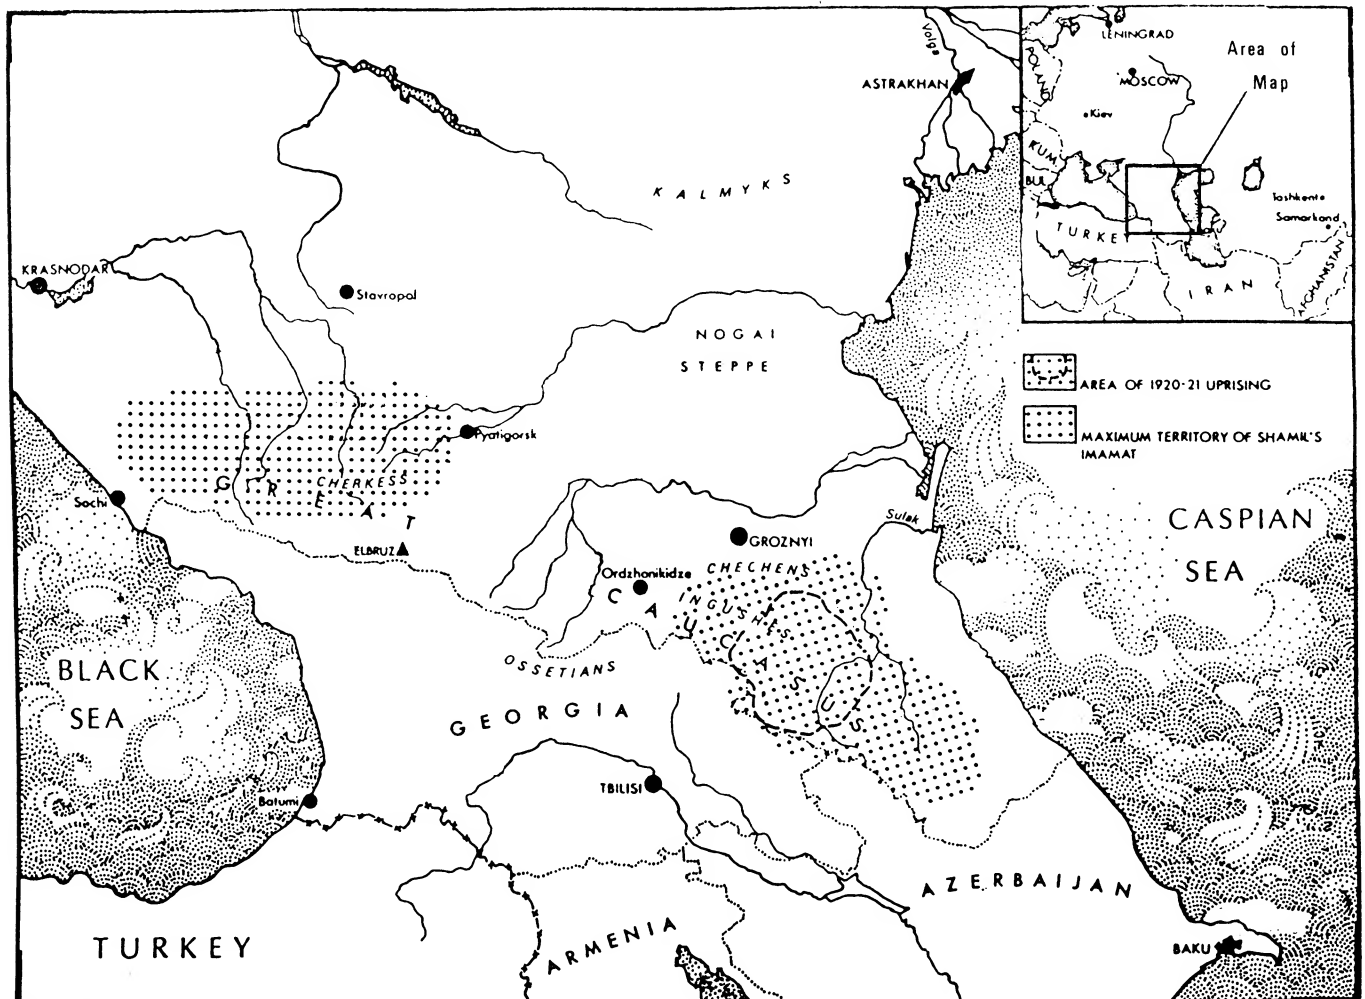 Volga
ASTRAKHAN
LENINGRAD
Area of
Map
POLAND
MOSCOW
Kiev
RUM
BUL
TURKEY
Tashkente
Samarkand
AFGHANISTAN
IRAN
KALMYKS
KRASNODAR
Stavropol
NOGAI
STEPPE
AREA OF 1920-21 UPRISING
MAXIMUM TERRITORY OF SHAMIL'S
IMAMAT
Pyatigorsk
CHERKESS
GREAT
Sochi
ELBRUZ
Sulak
GROZNYI
CHECHENS
Ordzhonikidze
INGUSHES
CAUCASUS
CASPIAN
SEA
OSSETIANS
BLACK
SEA
GEORGIA
TBILISI
Batumi
AZERBAIJAN
ARMENIA
TURKEY
BAKU